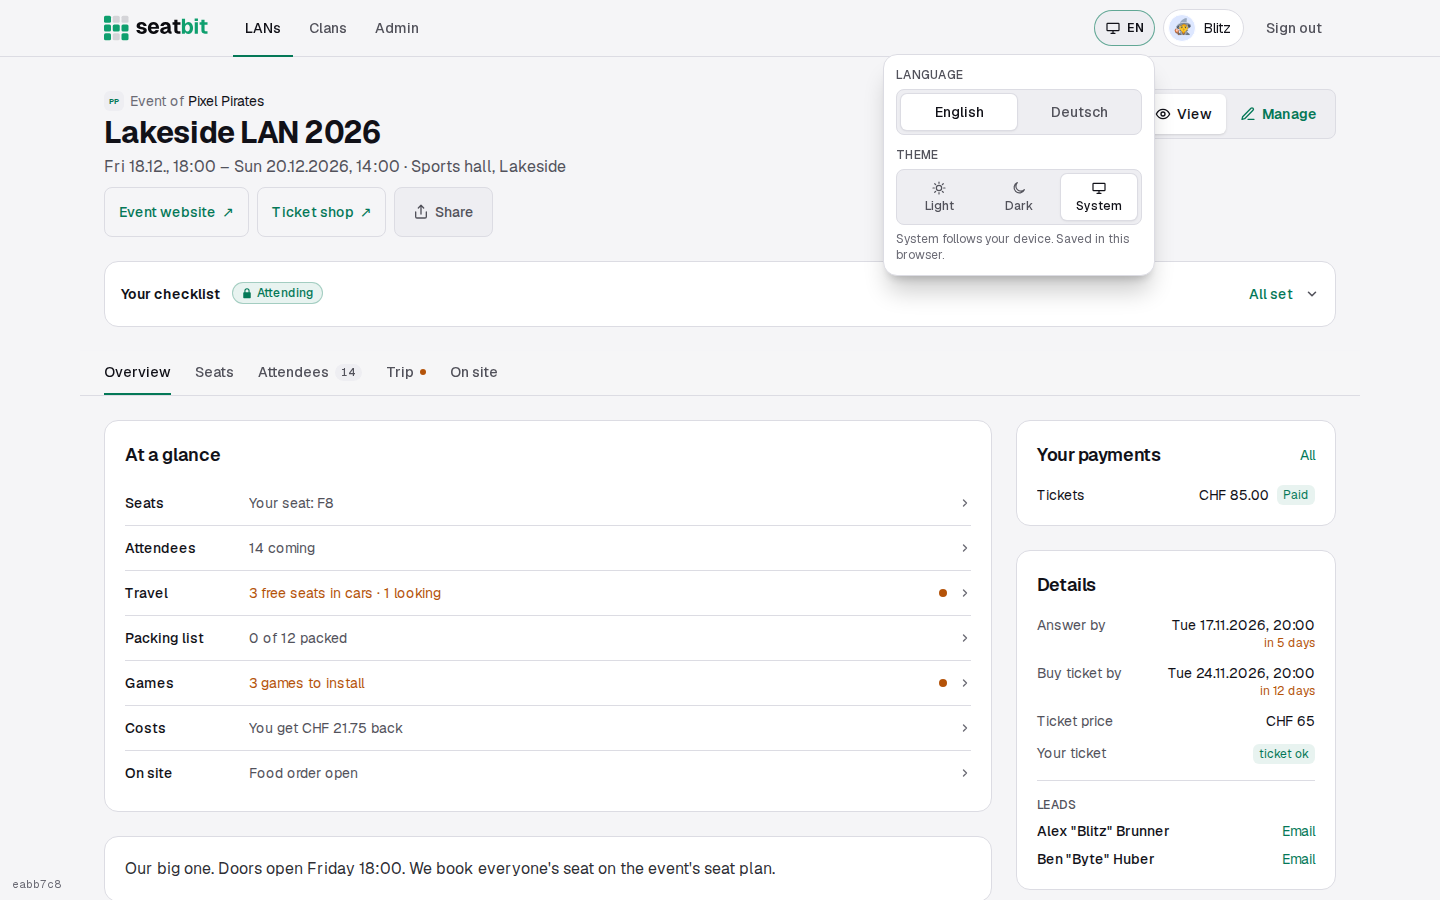 seatbit
LANs
Clans
Admin
EN
Blitz
Sign out
LANGUAGE
English
Deutsch
THEME
Light
Dark
System
System follows your device. Saved in this
browser.
PP
Event of Pixel Pirates
Lakeside LAN 2026
Fri 18.12., 18:00 – Sun 20.12.2026, 14:00 · Sports hall, Lakeside
View
Manage
Event website ↗
Ticket shop ↗
Share
Your checklist
Attending
All set
Overview
Seats
Attendees 14
Trip
On site
At a glance
Seats
Your seat: F8
Attendees
14 coming
Travel
3 free seats in cars · 1 looking
Packing list
0 of 12 packed
Games
3 games to install
Costs
You get CHF 21.75 back
On site
Food order open
Our big one. Doors open Friday 18:00. We book everyone's seat on the event's seat plan.
Your payments
All
Tickets
CHF 85.00
Paid
Details
Answer by
Tue 17.11.2026, 20:00
in 5 days
Buy ticket by
Tue 24.11.2026, 20:00
in 12 days
Ticket price
CHF 65
Your ticket
ticket ok
LEADS
Alex "Blitz" Brunner
Email
Ben "Byte" Huber
Email
eabb7c8